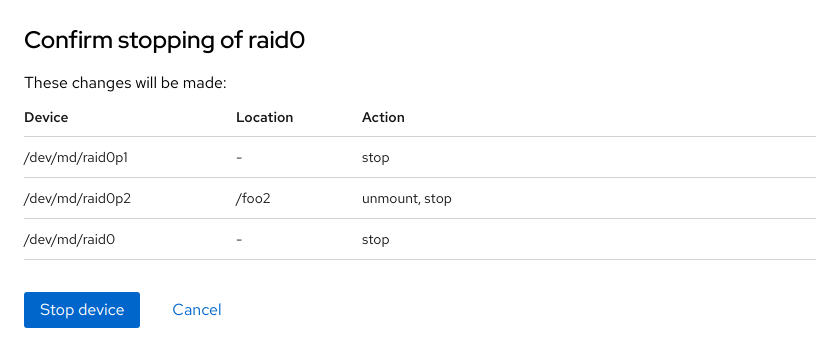 Confirm stopping of raid0
These changes will be made:
Device Location Action
/dev/md/raid0p1 - stop
/dev/md/raid0p2 /foo2 unmount, stop
/dev/md/raid0 - stop
Stop device Cancel